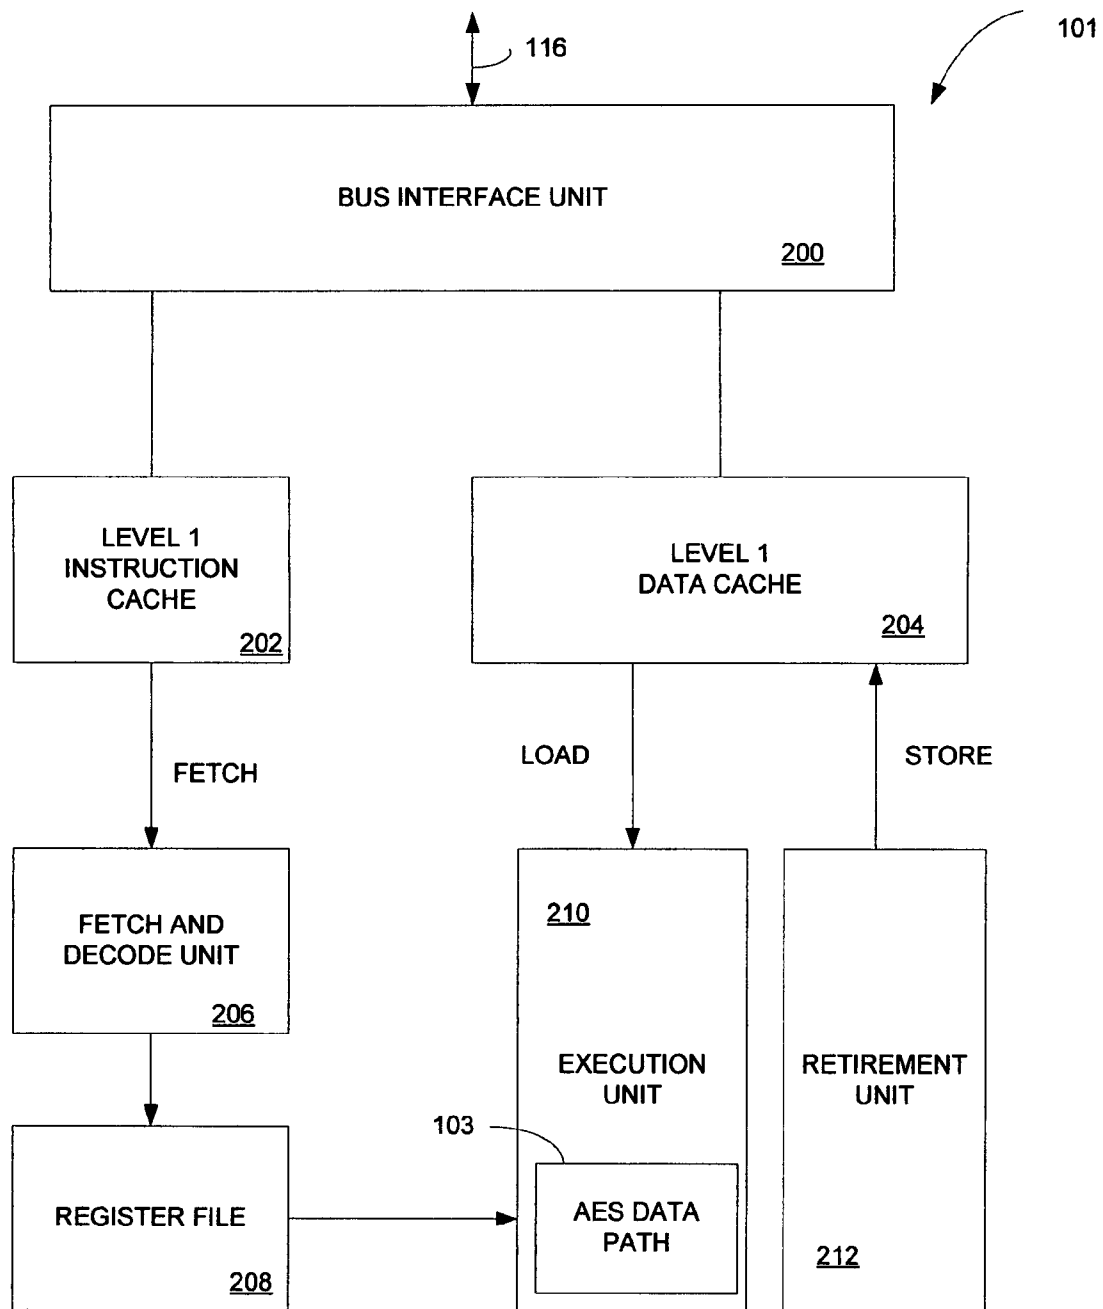 101
116
BUS INTERFACE UNIT
200
LEVEL 1
INSTRUCTION
CACHE
202
LEVEL 1
DATA CACHE
204
FETCH
LOAD
STORE
FETCH AND
DECODE UNIT
206
210
EXECUTION
UNIT
RETIREMENT
UNIT
103
REGISTER FILE
208
AES DATA
PATH
212